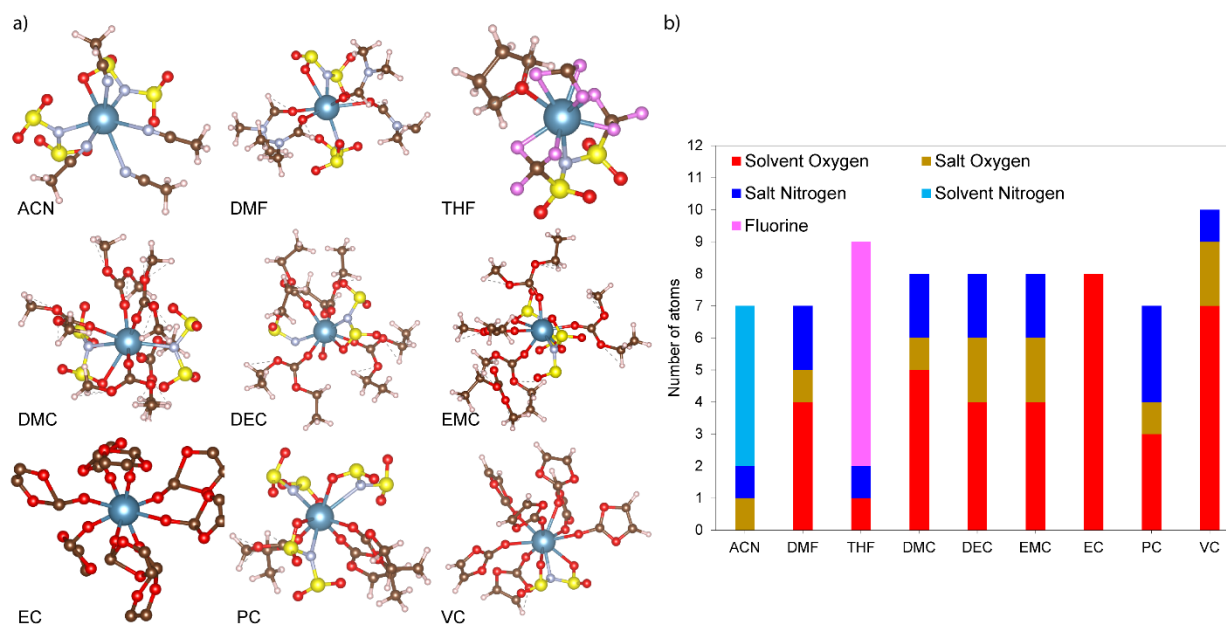 a)
ACN
DMF
THF
DMC
DEC
EMC
EC
PC
VC
b)
Number of atoms
12
11
10
9
8
7
6
5
4
3
2
1
0
Solvent Oxygen
Salt Oxygen
Salt Nitrogen
Solvent Nitrogen
Fluorine
ACN DMF THF DMC DEC EMC EC PC VC